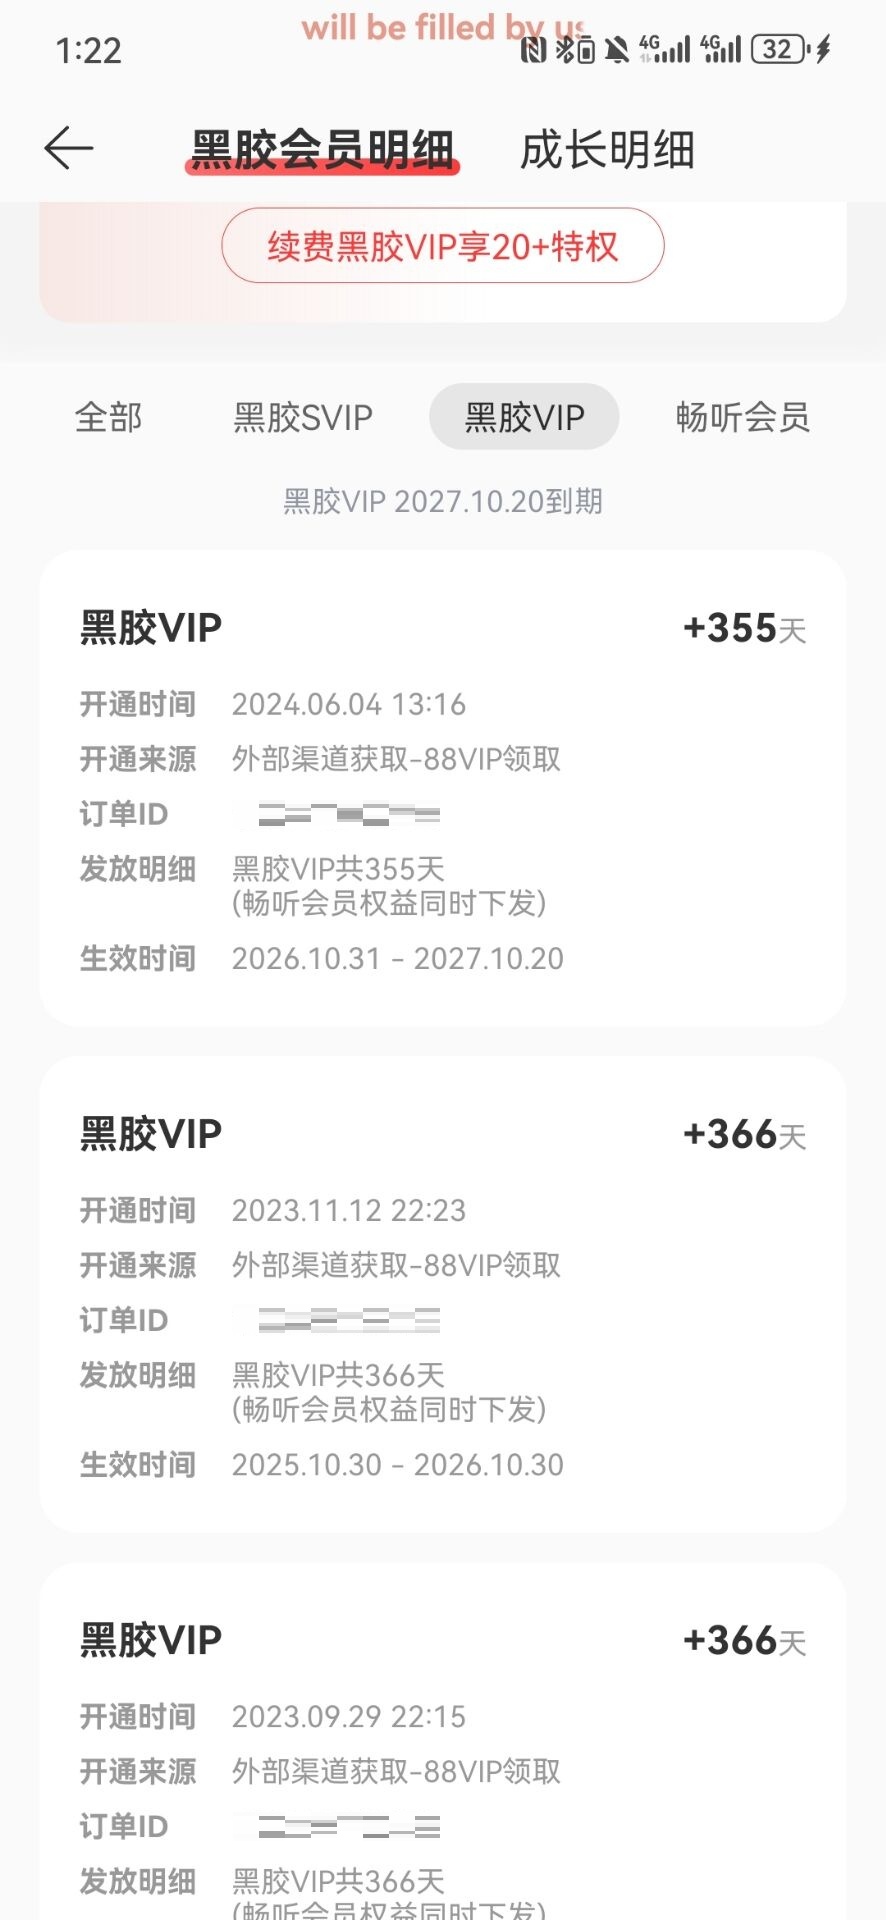 will be filled by us
1:22
4G 4G 32
黑胶会员明细 成长明细
续费黑胶VIP享20+特权
全部 黑胶SVIP 黑胶VIP 畅听会员
黑胶VIP 2027.10.20到期
黑胶VIP +355天
开通时间 2024.06.04 13:16
开通来源 外部渠道获取-88VIP领取
订单ID
发放明细 黑胶VIP共355天
(畅听会员权益同时下发)
生效时间 2026.10.31 - 2027.10.20
黑胶VIP +366天
开通时间 2023.11.12 22:23
开通来源 外部渠道获取-88VIP领取
订单ID
发放明细 黑胶VIP共366天
(畅听会员权益同时下发)
生效时间 2025.10.30 - 2026.10.30
黑胶VIP +366天
开通时间 2023.09.29 22:15
开通来源 外部渠道获取-88VIP领取
订单ID
发放明细 黑胶VIP共366天
(畅听会员权益同时下发)